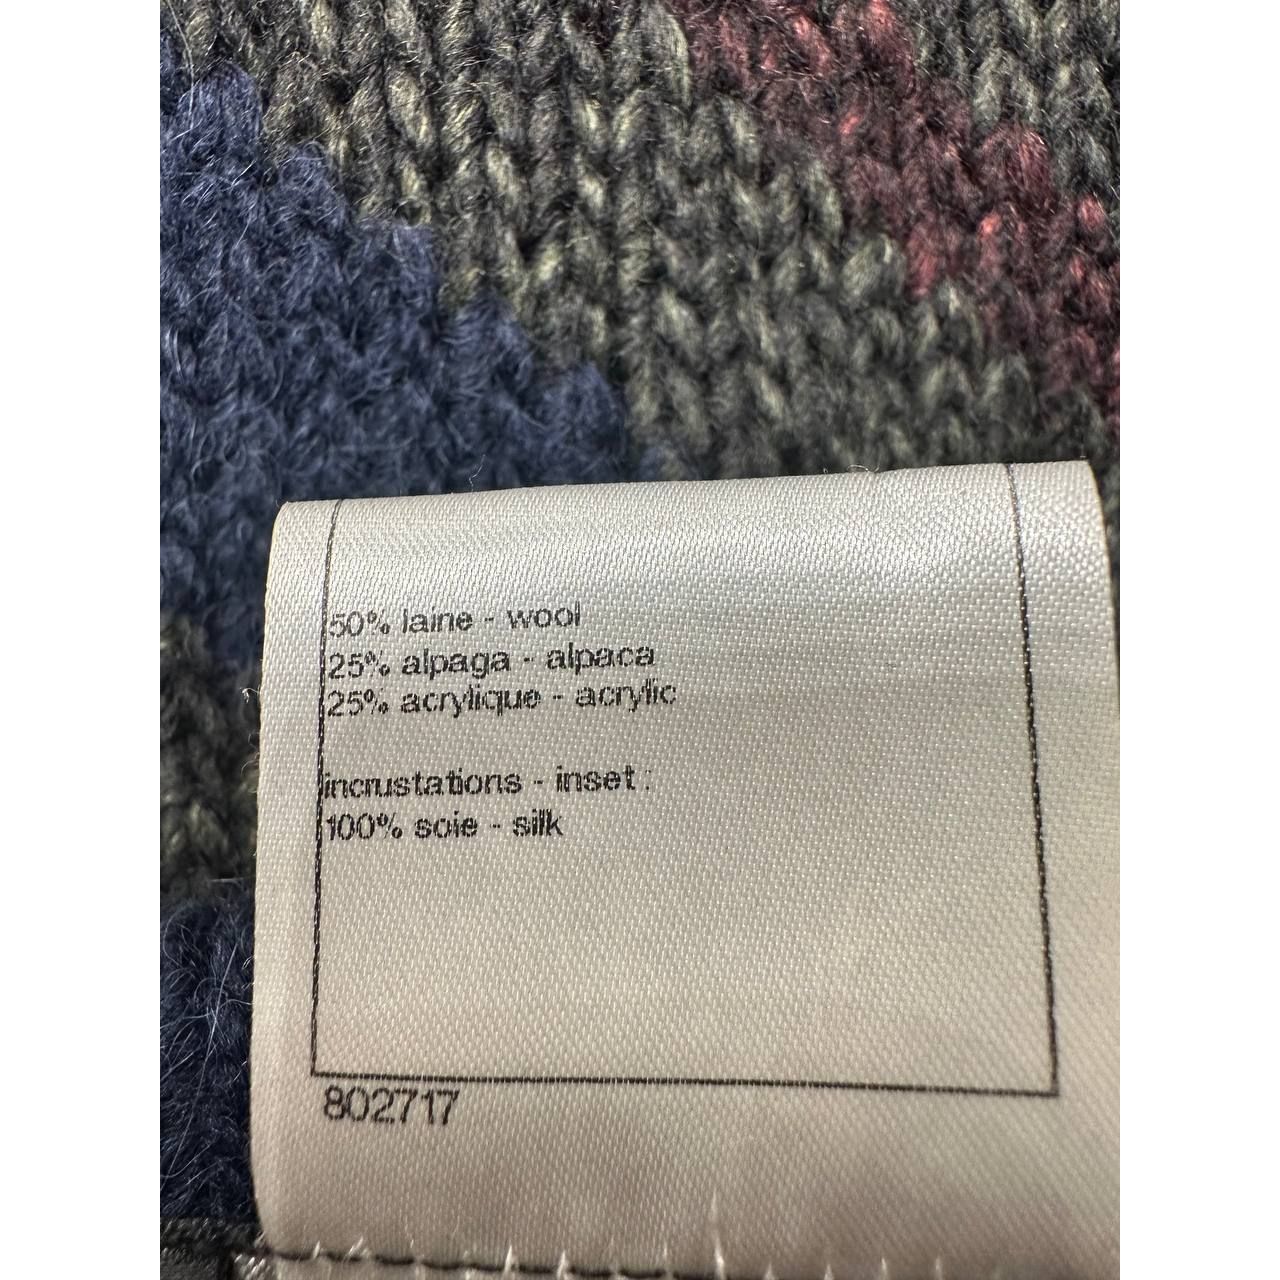 50% laine - wool
25% alpaga - alpaca
25% acrylique - acrylic
incrustations - inset :
100% soie - silk
802717